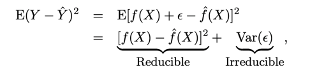 E(Y − Ŷ)² = E[f(X) + ϵ − f̂(X)]²
= [f(X) − f̂(X)]² + Var(ϵ) ,
Reducible Irreducible